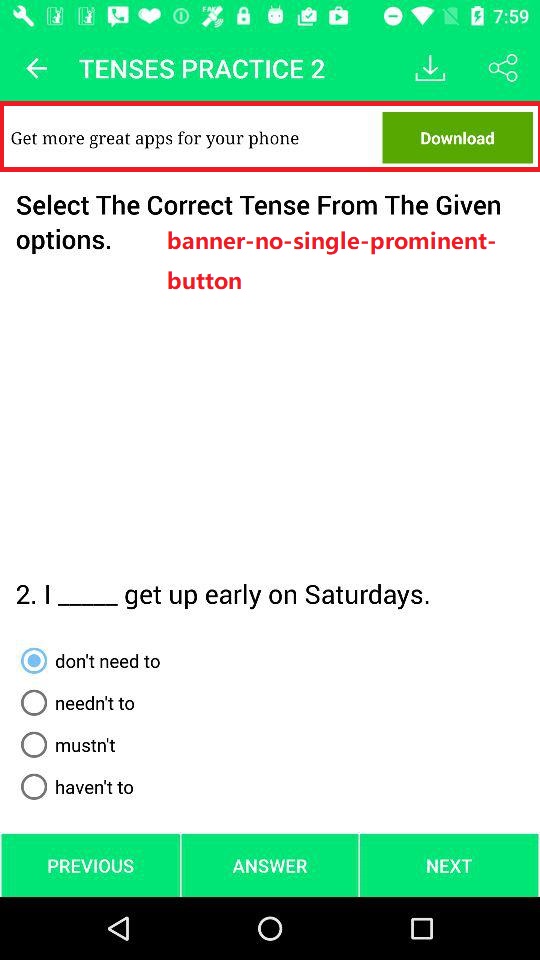 7:59
TENSES PRACTICE 2
Get more great apps for your phone
Download
Select The Correct Tense From The Given
options.
banner-no-single-prominent-
button
2. I _____ get up early on Saturdays.
don't need to
needn't to
mustn't
haven't to
PREVIOUS
ANSWER
NEXT